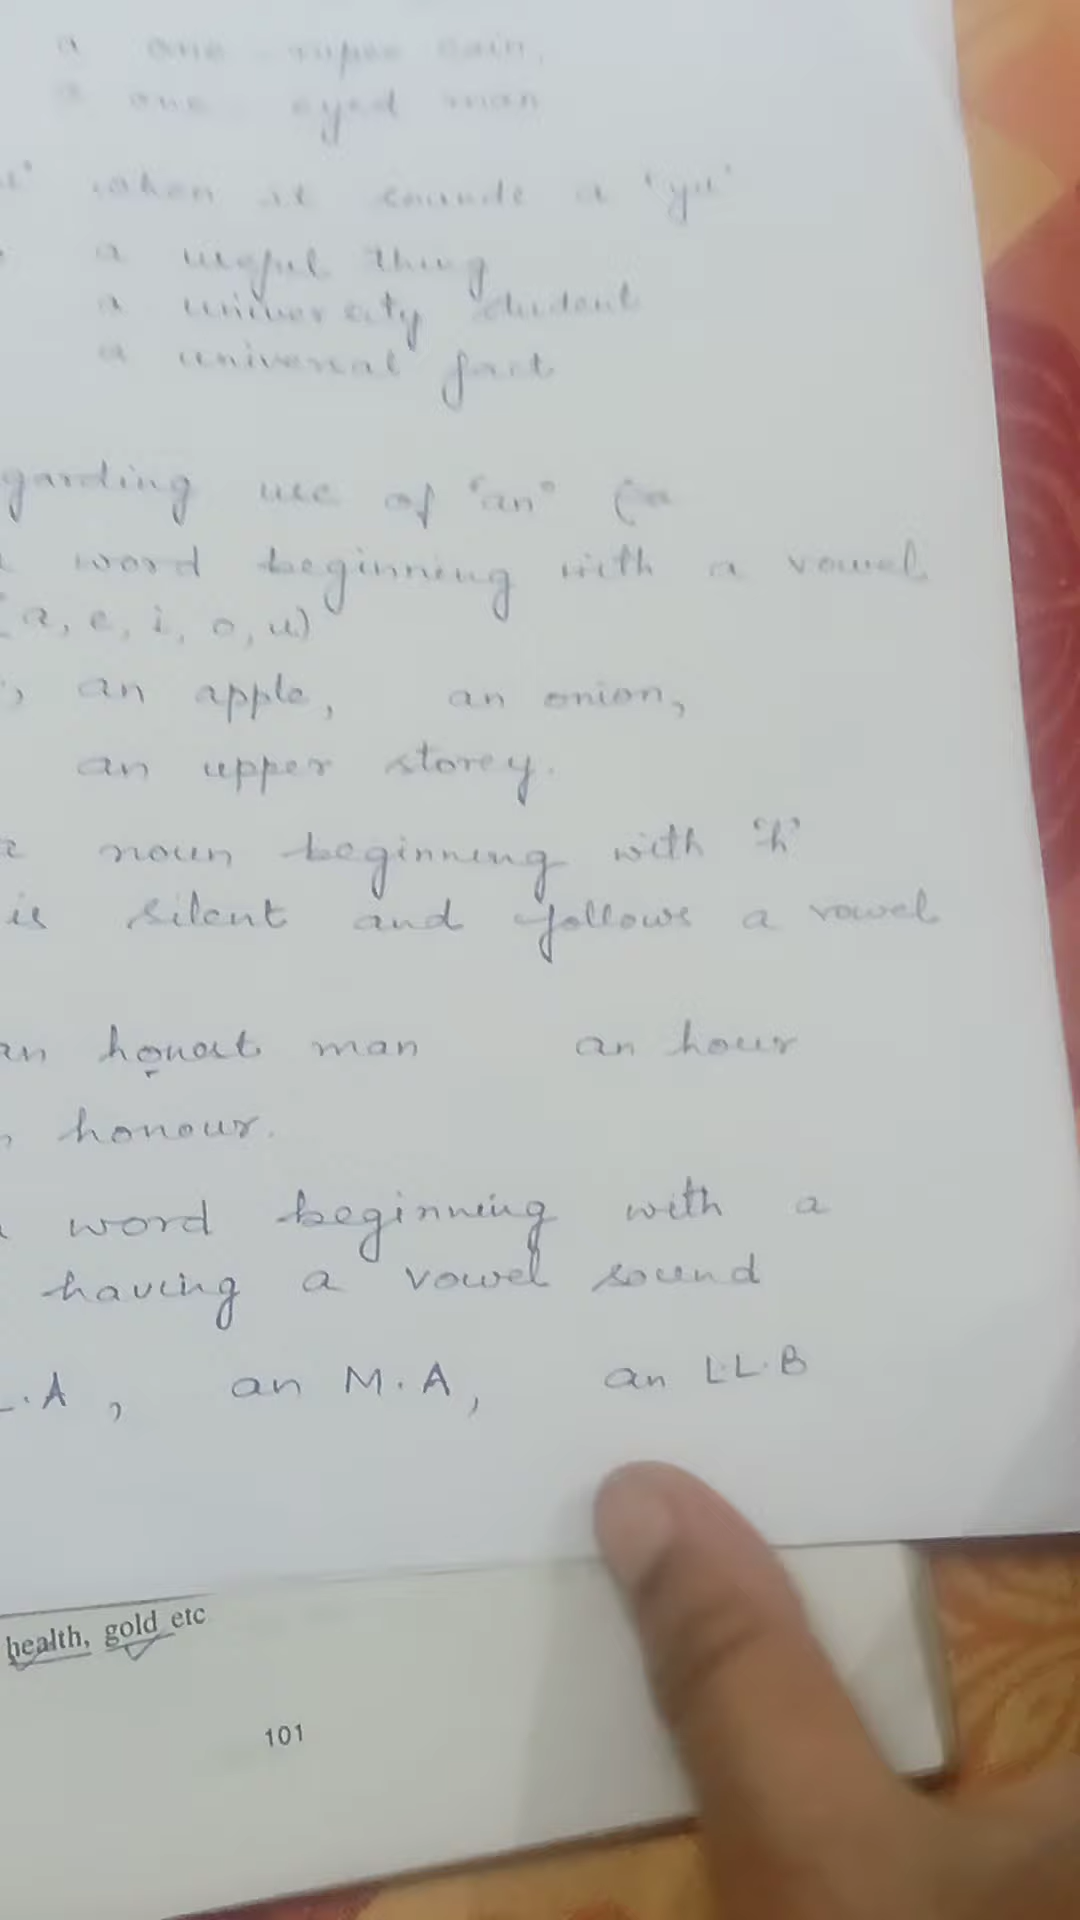 a one rupee coin,
a one eyed man
when it sounds a 'yu'
a useful thing
a university student
a universal fact
garding use of "an"
word beginning with a vowel
(a, e, i, o, u)
, an apple, an onion,
an upper storey.
noun beginning with 'h'
is silent and follows a vowel
an honest man an hour
honour.
word beginning with a
having a vowel sound
L.A, an M.A, an L.L.B
health, gold etc
101